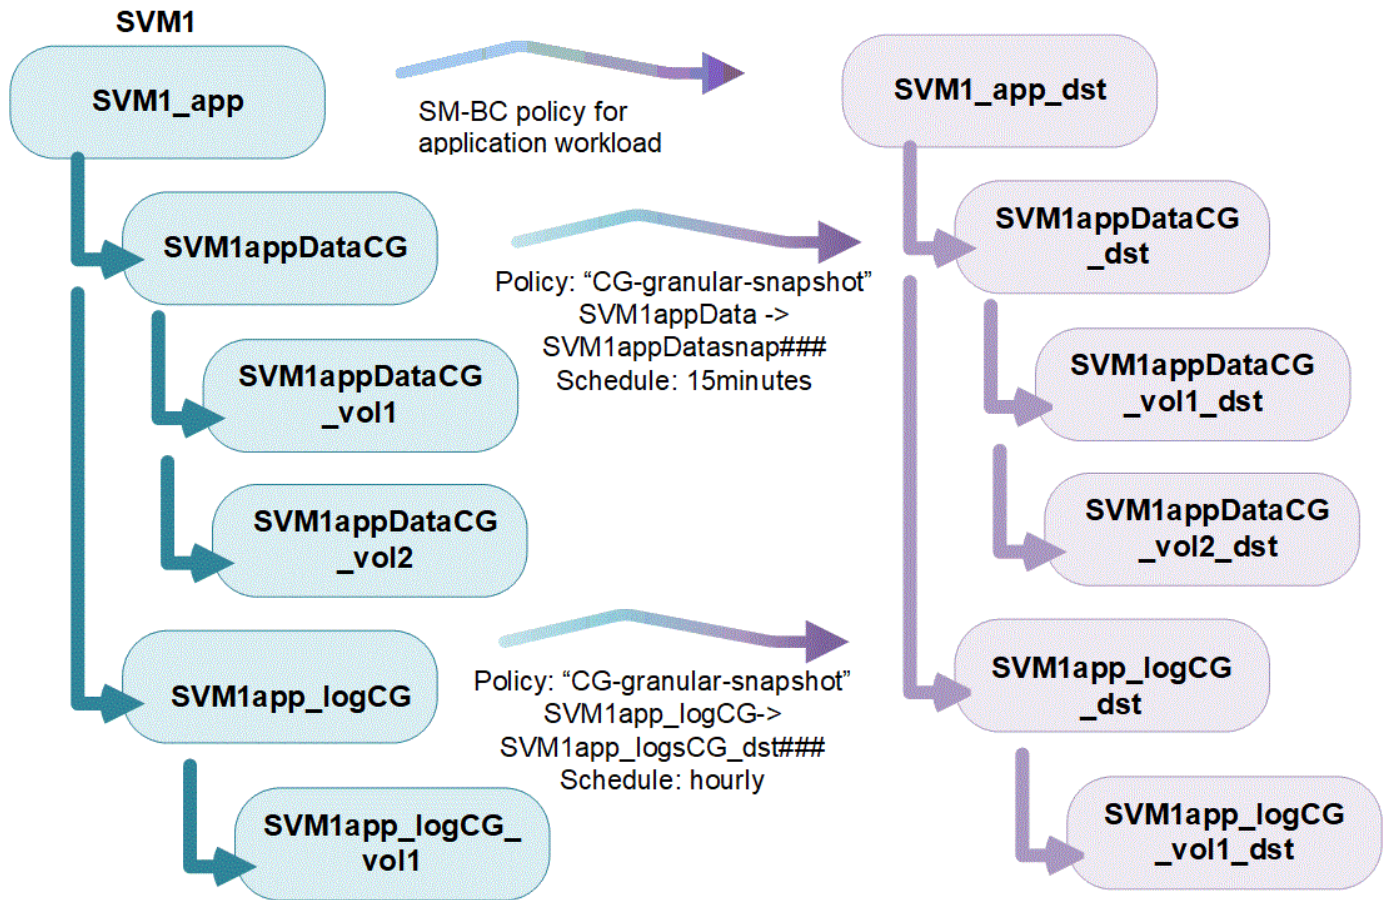 SVM1
SVM1_app
SM-BC policy for
application workload
SVM1_app_dst
SVM1appDataCG
Policy: “CG-granular-snapshot”
SVM1appData ->
SVM1appDatasnap###
Schedule: 15minutes
SVM1appDataCG
_dst
SVM1appDataCG
_vol1
SVM1appDataCG
_vol1_dst
SVM1appDataCG
_vol2
SVM1appDataCG
_vol2_dst
SVM1app_logCG
Policy: “CG-granular-snapshot”
SVM1app_logCG->
SVM1app_logsCG_dst###
Schedule: hourly
SVM1app_logCG
_dst
SVM1app_logCG_
vol1
SVM1app_logCG
_vol1_dst